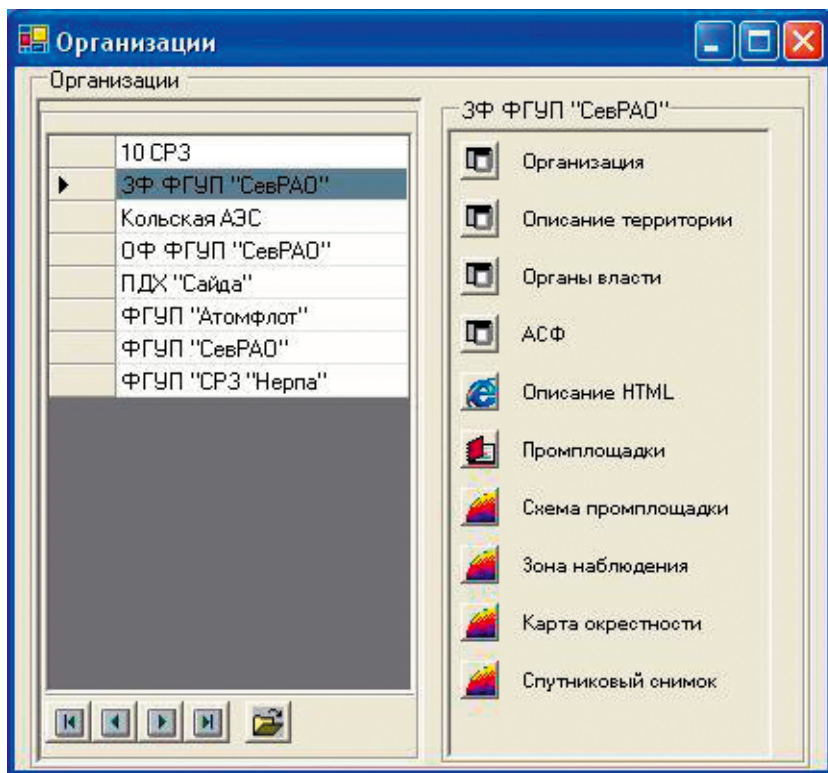 Организации
Организации
10 СРЗ
ЗФ ФГУП "СевРАО"
Кольская АЭС
ОФ ФГУП "СевРАО"
ПДХ "Сайда"
ФГУП "Атомфлот"
ФГУП "СевРАО"
ФГУП "СРЗ "Нерпа"
ЗФ ФГУП "СевРАО"
Организация
Описание территории
Органы власти
АСФ
Описание HTML
Промплощадки
Схема промплощадки
Зона наблюдения
Карта окрестности
Спутниковый снимок